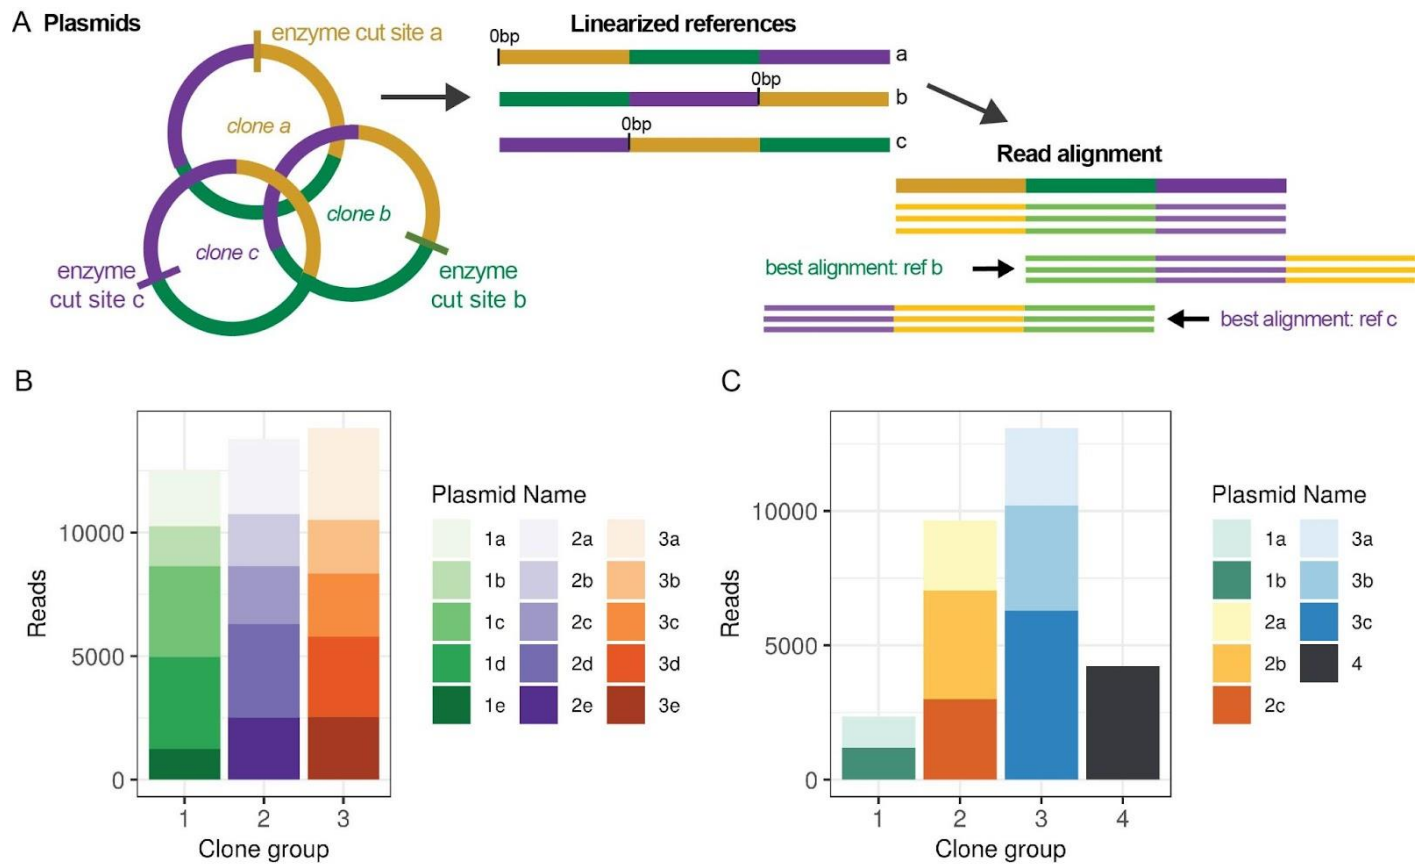 A Plasmids
enzyme cut site a
clone a
clone b
clone c
enzyme
cut site c
enzyme
cut site b
Linearized references
0bp
a
0bp
b
0bp
c
Read alignment
best alignment: ref b
best alignment: ref c
B
Reads
10000
5000
0
1 2 3
Clone group
Plasmid Name
1a 2a 3a
1b 2b 3b
1c 2c 3c
1d 2d 3d
1e 2e 3e
C
Reads
10000
5000
0
1 2 3 4
Clone group
Plasmid Name
1a 3a
1b 3b
2a 3c
2b 4
2c